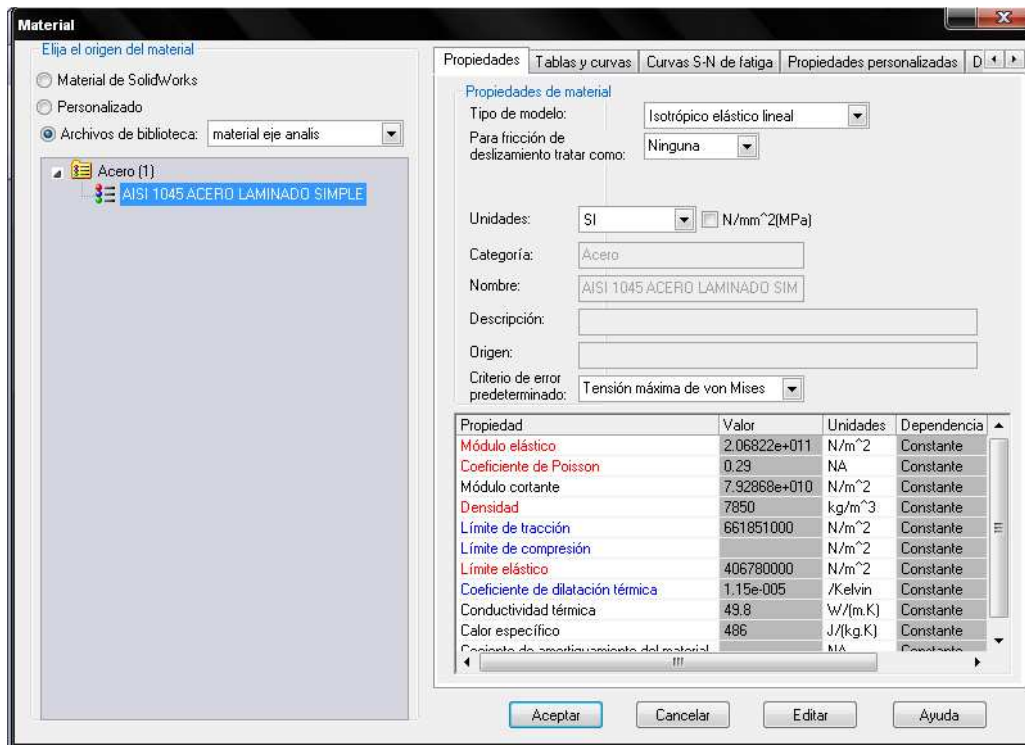 Material
Elija el origen del material
Material de SolidWorks
Personalizado
Archivos de biblioteca: material eje analis
Acero (1)
AISI 1045 ACERO LAMINADO SIMPLE
Propiedades Tablas y curvas Curvas S-N de fatiga Propiedades personalizadas D
Propiedades de material
Tipo de modelo: Isotrópico elástico lineal
Para fricción de
deslizamiento tratar como: Ninguna
Unidades: SI N/mm^2(MPa)
Categoría: Acero
Nombre: AISI 1045 ACERO LAMINADO SIM
Descripción:
Origen:
Criterio de error
predeterminado: Tensión máxima de von Mises
Propiedad Valor Unidades Dependencia
Módulo elástico 2.06822e+011 N/m^2 Constante
Coeficiente de Poisson 0.29 NA Constante
Módulo cortante 7.92868e+010 N/m^2 Constante
Densidad 7850 kg/m^3 Constante
Límite de tracción 661851000 N/m^2 Constante
Límite de compresión N/m^2 Constante
Límite elástico 406780000 N/m^2 Constante
Coeficiente de dilatación térmica 1.15e-005 /Kelvin Constante
Conductividad térmica 49.8 W/(m.K) Constante
Calor específico 486 J/(kg.K) Constante
de amortiguamiento del material NA Constante
Aceptar Cancelar Editar Ayuda